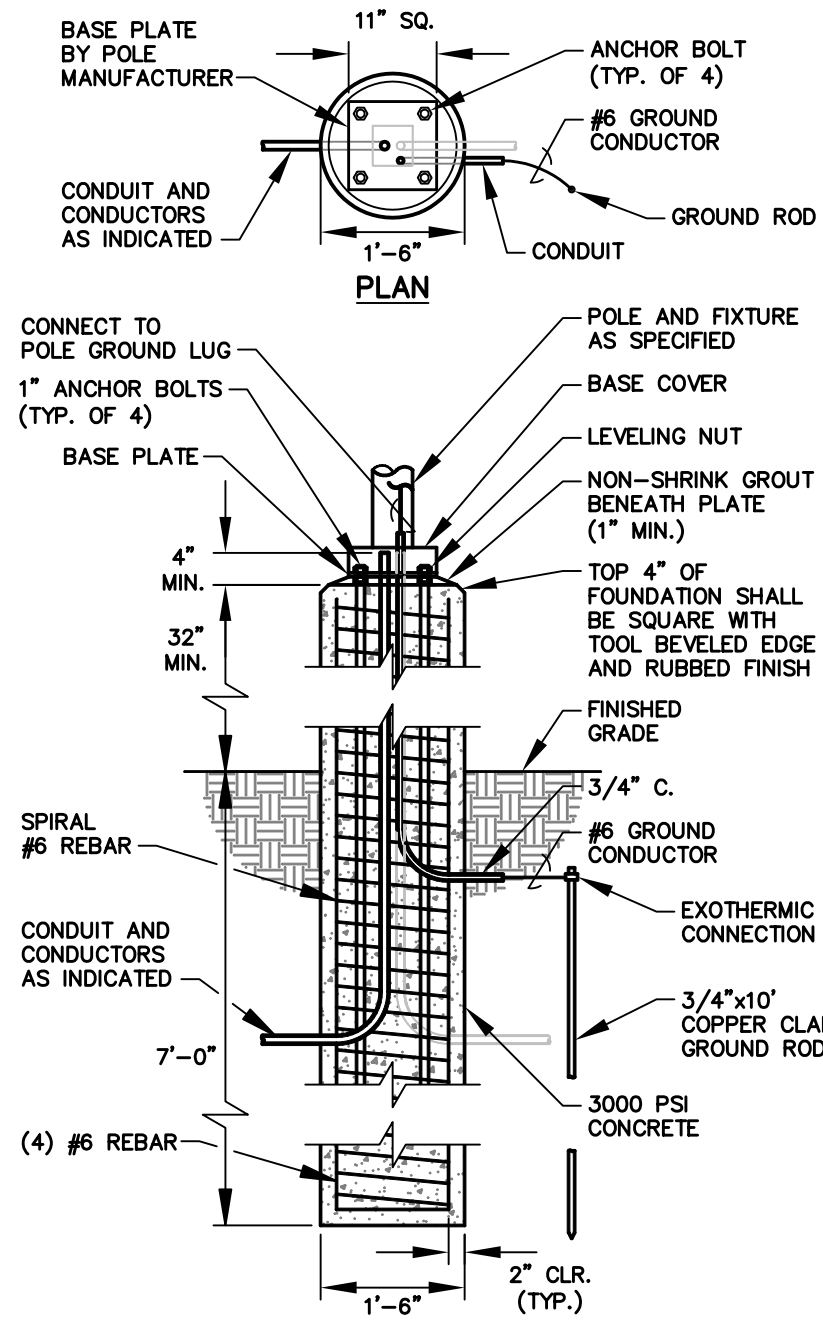 BASE PLATE
BY POLE
MANUFACTURER
11" SQ.
ANCHOR BOLT
(TYP. OF 4)
#6 GROUND
CONDUCTOR
CONDUIT AND
CONDUCTORS
AS INDICATED
GROUND ROD
CONDUIT
1'-6"
PLAN
CONNECT TO
POLE GROUND LUG
1" ANCHOR BOLTS
(TYP. OF 4)
BASE PLATE
POLE AND FIXTURE
AS SPECIFIED
BASE COVER
LEVELING NUT
NON-SHRINK GROUT
BENEATH PLATE
(1" MIN.)
4"
MIN.
TOP 4" OF
FOUNDATION SHALL
BE SQUARE WITH
TOOL BEVELED EDGE
AND RUBBED FINISH
32"
MIN.
FINISHED
GRADE
3/4" C.
SPIRAL
#6 REBAR
#6 GROUND
CONDUCTOR
CONDUIT AND
CONDUCTORS
AS INDICATED
EXOTHERMIC
CONNECTION
3/4"x10'
COPPER CLA
GROUND ROD
7'-0"
3000 PSI
CONCRETE
(4) #6 REBAR
2" CLR.
(TYP.)
1'-6"